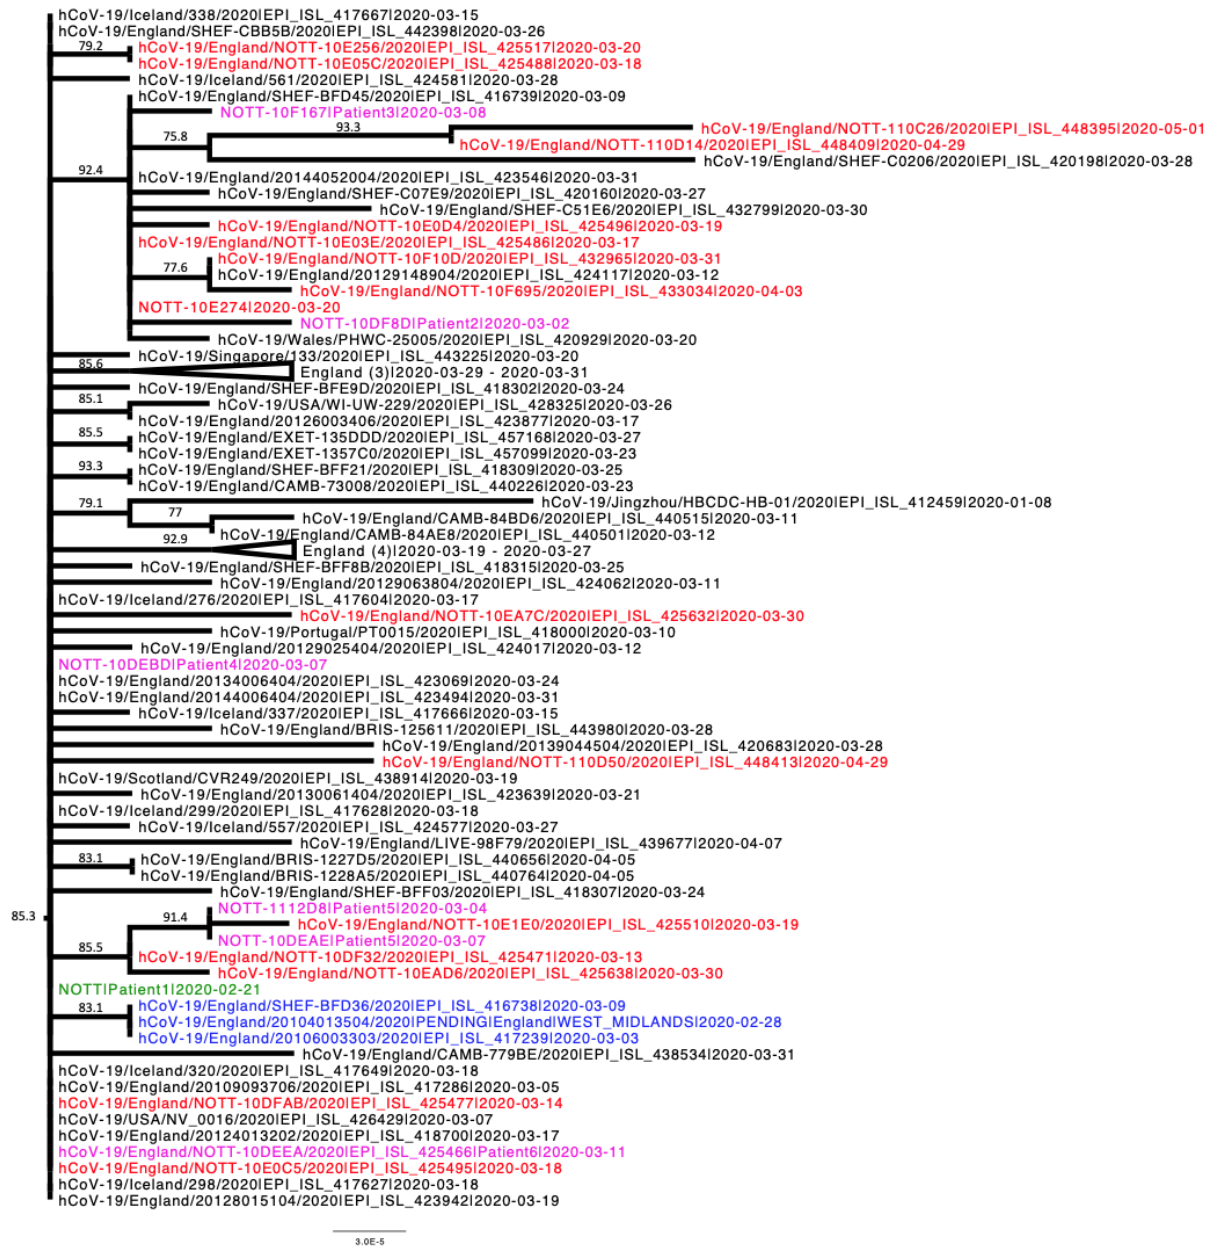 hCoV-19/Iceland/338/2020|EPI_ISL_417667|2020-03-15
hCoV-19/England/SHEF-CBB5B/2020|EPI_ISL_442398|2020-03-26
79.2
hCoV-19/England/NOTT-10E256/2020|EPI_ISL_425517|2020-03-20
hCoV-19/England/NOTT-10E05C/2020|EPI_ISL_425488|2020-03-18
hCoV-19/Iceland/561/2020|EPI_ISL_424581|2020-03-28
hCoV-19/England/SHEF-BFD45/2020|EPI_ISL_416739|2020-03-09
NOTT-10F167|Patient3|2020-03-08
93.3
hCoV-19/England/NOTT-110C26/2020|EPI_ISL_448395|2020-05-01
75.8
hCoV-19/England/NOTT-110D14/2020|EPI_ISL_448409|2020-04-29
hCoV-19/England/SHEF-C0206/2020|EPI_ISL_420198|2020-03-28
92.4
hCoV-19/England/20144052004/2020|EPI_ISL_423546|2020-03-31
hCoV-19/England/SHEF-C07E9/2020|EPI_ISL_420160|2020-03-27
hCoV-19/England/SHEF-C51E6/2020|EPI_ISL_432799|2020-03-30
hCoV-19/England/NOTT-10E0D4/2020|EPI_ISL_425496|2020-03-19
hCoV-19/England/NOTT-10E03E/2020|EPI_ISL_425486|2020-03-17
hCoV-19/England/NOTT-10F10D/2020|EPI_ISL_432965|2020-03-31
77.6
hCoV-19/England/20129148904/2020|EPI_ISL_424117|2020-03-12
hCoV-19/England/NOTT-10F695/2020|EPI_ISL_433034|2020-04-03
NOTT-10E274|2020-03-20
NOTT-10DF8D|Patient2|2020-03-02
hCoV-19/Wales/PHWC-25005/2020|EPI_ISL_420929|2020-03-20
hCoV-19/Singapore/133/2020|EPI_ISL_443225|2020-03-20
85.6
England (3)|2020-03-29 - 2020-03-31
hCoV-19/England/SHEF-BFE9D/2020|EPI_ISL_418302|2020-03-24
85.1
hCoV-19/USA/WI-UW-229/2020|EPI_ISL_428325|2020-03-26
hCoV-19/England/20126003406/2020|EPI_ISL_423877|2020-03-17
85.5
hCoV-19/England/EXET-135DDD/2020|EPI_ISL_457168|2020-03-27
hCoV-19/England/EXET-1357C0/2020|EPI_ISL_457099|2020-03-23
93.3
hCoV-19/England/SHEF-BFF21/2020|EPI_ISL_418309|2020-03-25
hCoV-19/England/CAMB-73008/2020|EPI_ISL_440226|2020-03-23
79.1
hCoV-19/Jingzhou/HBCDC-HB-01/2020|EPI_ISL_412459|2020-01-08
77
hCoV-19/England/CAMB-84BD6/2020|EPI_ISL_440515|2020-03-11
hCoV-19/England/CAMB-84AE8/2020|EPI_ISL_440501|2020-03-12
92.9
England (4)|2020-03-19 - 2020-03-27
hCoV-19/England/SHEF-BFF8B/2020|EPI_ISL_418315|2020-03-25
hCoV-19/England/20129063804/2020|EPI_ISL_424062|2020-03-11
hCoV-19/Iceland/276/2020|EPI_ISL_417604|2020-03-17
hCoV-19/England/NOTT-10EA7C/2020|EPI_ISL_425632|2020-03-30
hCoV-19/Portugal/PT0015/2020|EPI_ISL_418000|2020-03-10
hCoV-19/England/20129025404/2020|EPI_ISL_424017|2020-03-12
NOTT-10DEBD|Patient4|2020-03-07
hCoV-19/England/20134006404/2020|EPI_ISL_423069|2020-03-24
hCoV-19/England/20144006404/2020|EPI_ISL_423494|2020-03-31
hCoV-19/Iceland/337/2020|EPI_ISL_417666|2020-03-15
hCoV-19/England/BRIS-125611/2020|EPI_ISL_443980|2020-03-28
hCoV-19/England/20139044504/2020|EPI_ISL_420683|2020-03-28
hCoV-19/England/NOTT-110D50/2020|EPI_ISL_448413|2020-04-29
hCoV-19/Scotland/CVR249/2020|EPI_ISL_438914|2020-03-19
hCoV-19/England/20130061404/2020|EPI_ISL_423639|2020-03-21
hCoV-19/Iceland/299/2020|EPI_ISL_417628|2020-03-18
hCoV-19/Iceland/557/2020|EPI_ISL_424577|2020-03-27
hCoV-19/England/LIVE-98F79/2020|EPI_ISL_439677|2020-04-07
83.1
hCoV-19/England/BRIS-1227D5/2020|EPI_ISL_440656|2020-04-05
hCoV-19/England/BRIS-1228A5/2020|EPI_ISL_440764|2020-04-05
hCoV-19/England/SHEF-BFF03/2020|EPI_ISL_418307|2020-03-24
85.3
91.4
NOTT-1112D8|Patient5|2020-03-04
hCoV-19/England/NOTT-10E1E0/2020|EPI_ISL_425510|2020-03-19
NOTT-10DEAE|Patient5|2020-03-07
85.5
hCoV-19/England/NOTT-10DF32/2020|EPI_ISL_425471|2020-03-13
hCoV-19/England/NOTT-10EAD6/2020|EPI_ISL_425638|2020-03-30
NOTT|Patient1|2020-02-21
83.1
hCoV-19/England/SHEF-BFD36/2020|EPI_ISL_416738|2020-03-09
hCoV-19/England/20104013504/2020|PENDING|England|WEST_MIDLANDS|2020-02-28
hCoV-19/England/20106003303/2020|EPI_ISL_417239|2020-03-03
hCoV-19/England/CAMB-779BE/2020|EPI_ISL_438534|2020-03-31
hCoV-19/Iceland/320/2020|EPI_ISL_417649|2020-03-18
hCoV-19/England/20109093706/2020|EPI_ISL_417286|2020-03-05
hCoV-19/England/NOTT-10DFAB/2020|EPI_ISL_425477|2020-03-14
hCoV-19/USA/NV_0016/2020|EPI_ISL_426429|2020-03-07
hCoV-19/England/20124013202/2020|EPI_ISL_418700|2020-03-17
hCoV-19/England/NOTT-10DEEA/2020|EPI_ISL_425466|Patient6|2020-03-11
hCoV-19/England/NOTT-10E0C5/2020|EPI_ISL_425495|2020-03-18
hCoV-19/Iceland/298/2020|EPI_ISL_417627|2020-03-18
hCoV-19/England/20128015104/2020|EPI_ISL_423942|2020-03-19
3.0E-5